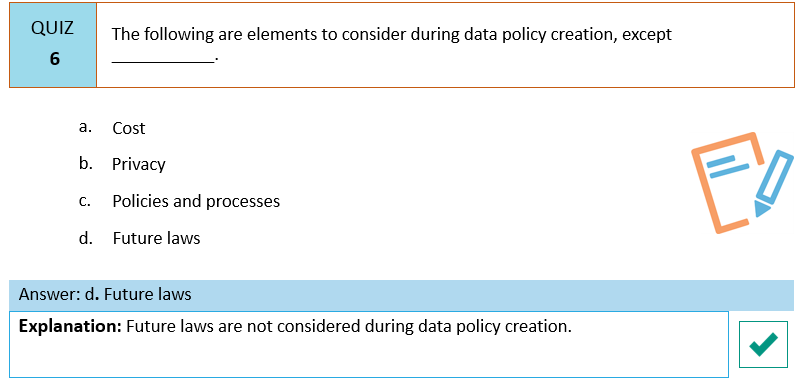 QUIZ
6
The following are elements to consider during data policy creation, except
____________.
a. Cost
b. Privacy
c. Policies and processes
d. Future laws
Answer: d. Future laws
Explanation: Future laws are not considered during data policy creation.